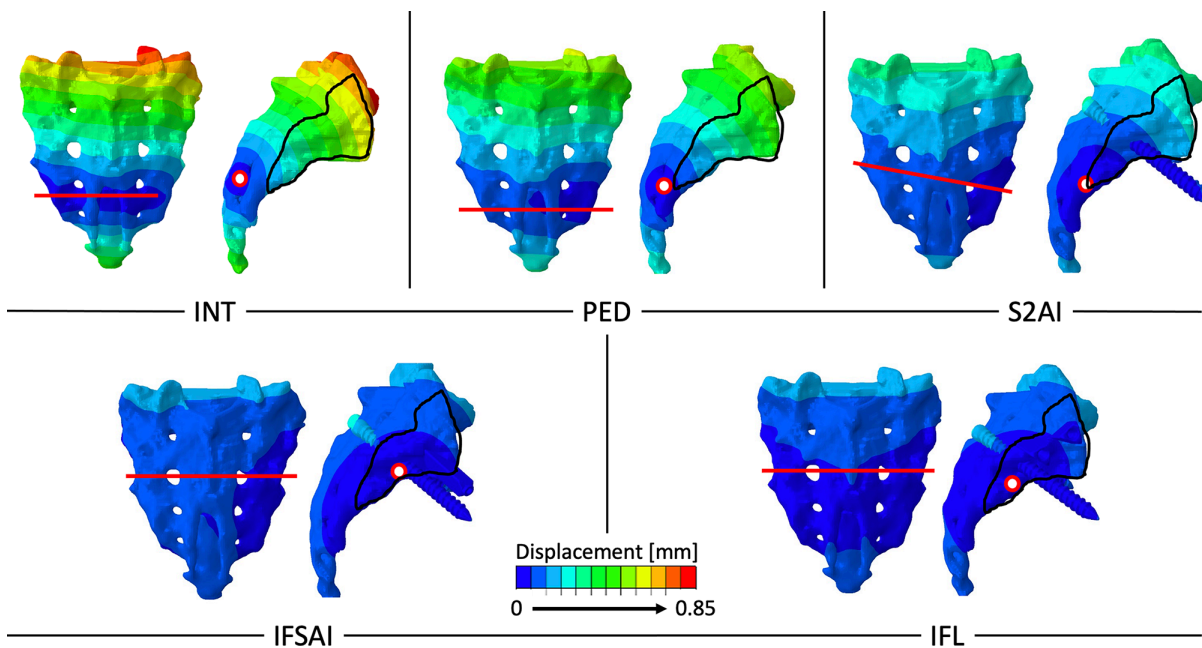 INT
PED
S2AI
Displacement [mm]
0
0.85
IFSAI
IFL